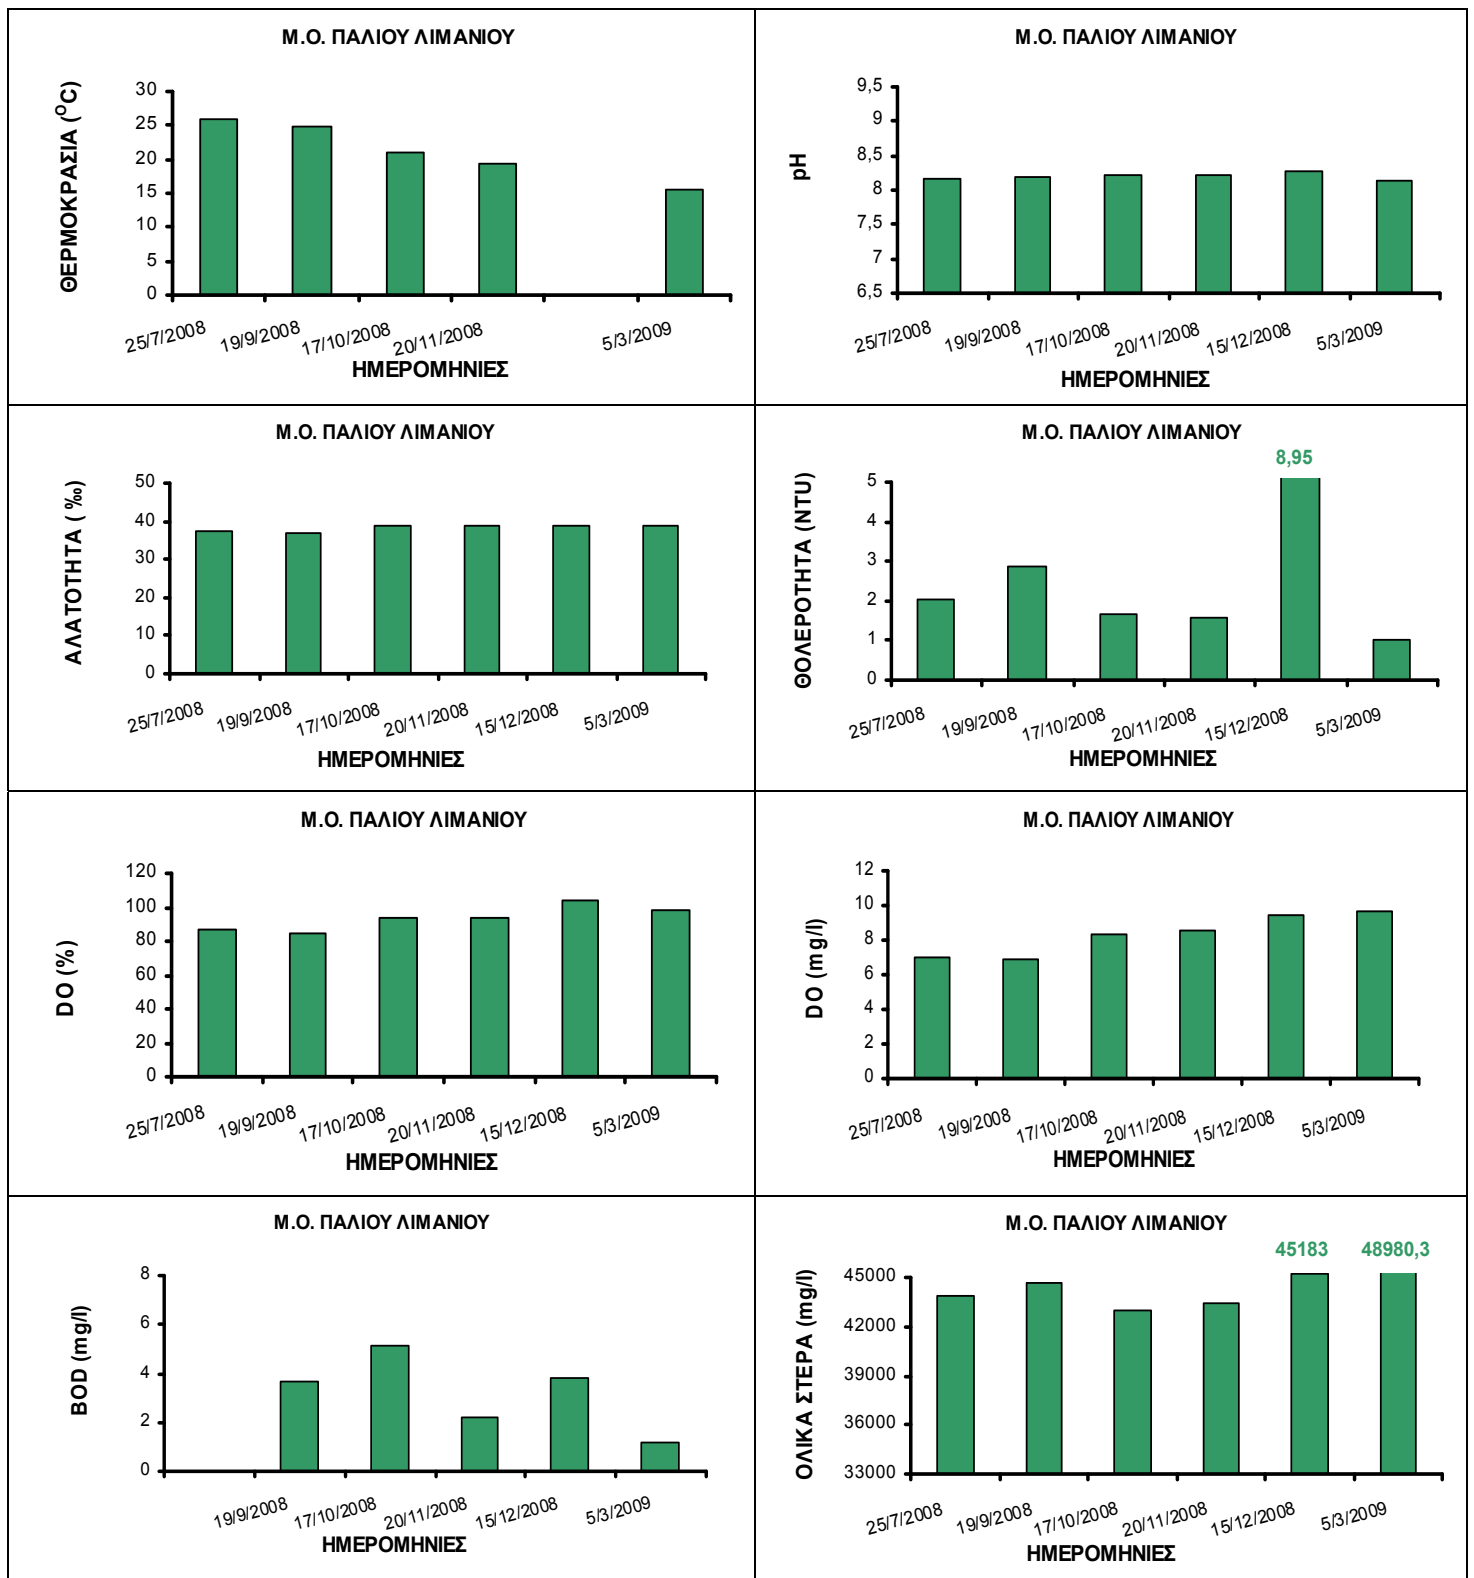 Μ.Ο. ΠΑΛΙΟΥ ΛΙΜΑΝΙΟΥ
ΘΕΡΜΟΚΡΑΣΙΑ (ᴼC)
30
25
20
15
10
5
0
25/7/2008 19/9/2008 17/10/2008 20/11/2008 5/3/2009
ΗΜΕΡΟΜΗΝΙΕΣ
Μ.Ο. ΠΑΛΙΟΥ ΛΙΜΑΝΙΟΥ
pH
9,5
9
8,5
8
7,5
7
6,5
25/7/2008 19/9/2008 17/10/2008 20/11/2008 15/12/2008 5/3/2009
ΗΜΕΡΟΜΗΝΙΕΣ
Μ.Ο. ΠΑΛΙΟΥ ΛΙΜΑΝΙΟΥ
ΑΛΑΤΟΤΗΤΑ ( ‰)
50
40
30
20
10
0
25/7/2008 19/9/2008 17/10/2008 20/11/2008 15/12/2008 5/3/2009
ΗΜΕΡΟΜΗΝΙΕΣ
Μ.Ο. ΠΑΛΙΟΥ ΛΙΜΑΝΙΟΥ
8,95
ΘΟΛΕΡΟΤΗΤΑ (NTU)
5
4
3
2
1
0
25/7/2008 19/9/2008 17/10/2008 20/11/2008 15/12/2008 5/3/2009
ΗΜΕΡΟΜΗΝΙΕΣ
Μ.Ο. ΠΑΛΙΟΥ ΛΙΜΑΝΙΟΥ
DO (%)
120
100
80
60
40
20
0
25/7/2008 19/9/2008 17/10/2008 20/11/2008 15/12/2008 5/3/2009
ΗΜΕΡΟΜΗΝΙΕΣ
Μ.Ο. ΠΑΛΙΟΥ ΛΙΜΑΝΙΟΥ
DO (mg/l)
12
10
8
6
4
2
0
25/7/2008 19/9/2008 17/10/2008 20/11/2008 15/12/2008 5/3/2009
ΗΜΕΡΟΜΗΝΙΕΣ
Μ.Ο. ΠΑΛΙΟΥ ΛΙΜΑΝΙΟΥ
BOD (mg/l)
8
6
4
2
0
19/9/2008 17/10/2008 20/11/2008 15/12/2008 5/3/2009
ΗΜΕΡΟΜΗΝΙΕΣ
Μ.Ο. ΠΑΛΙΟΥ ΛΙΜΑΝΙΟΥ
45183 48980,3
ΟΛΙΚΑ ΣΤΕΡΑ (mg/l)
45000
42000
39000
36000
33000
25/7/2008 19/9/2008 17/10/2008 20/11/2008 15/12/2008 5/3/2009
ΗΜΕΡΟΜΗΝΙΕΣ